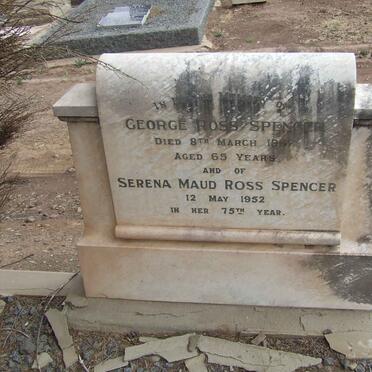 IN
GEORGE ROSS SPENCER
DIED 8TH MARCH
AGED 65 YEARS
AND OF
SERENA MAUD ROSS SPENCER
12 MAY 1952
IN HER 75TH YEAR.